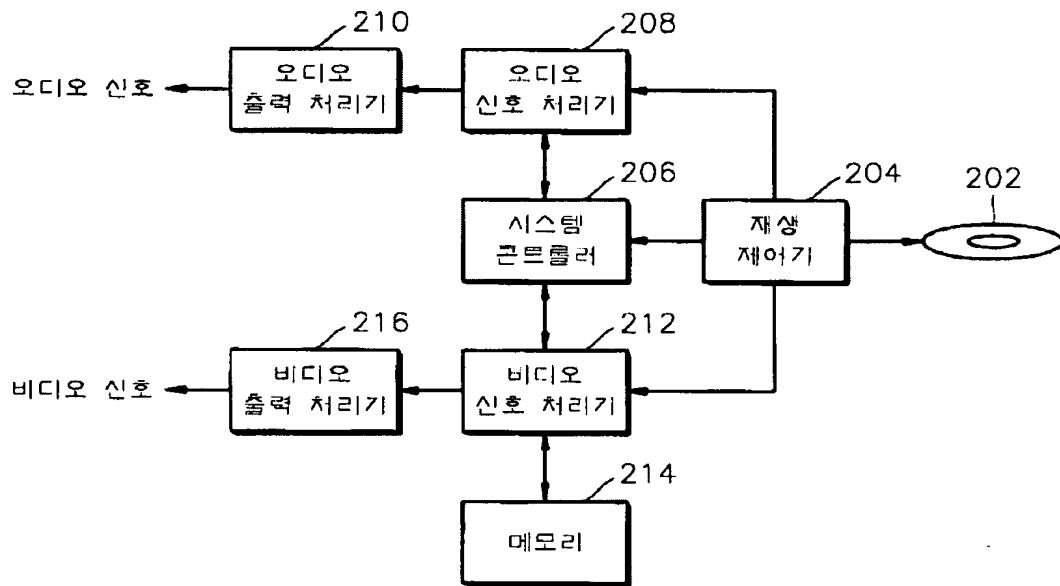 210
208
오디오 신호
오디오
출력 처리기
오디오
신호 처리기
206
204
202
시스템
콘트롤러
재생
제어기
216
212
비디오 신호
비디오
출력 처리기
비디오
신호 처리기
214
메모리